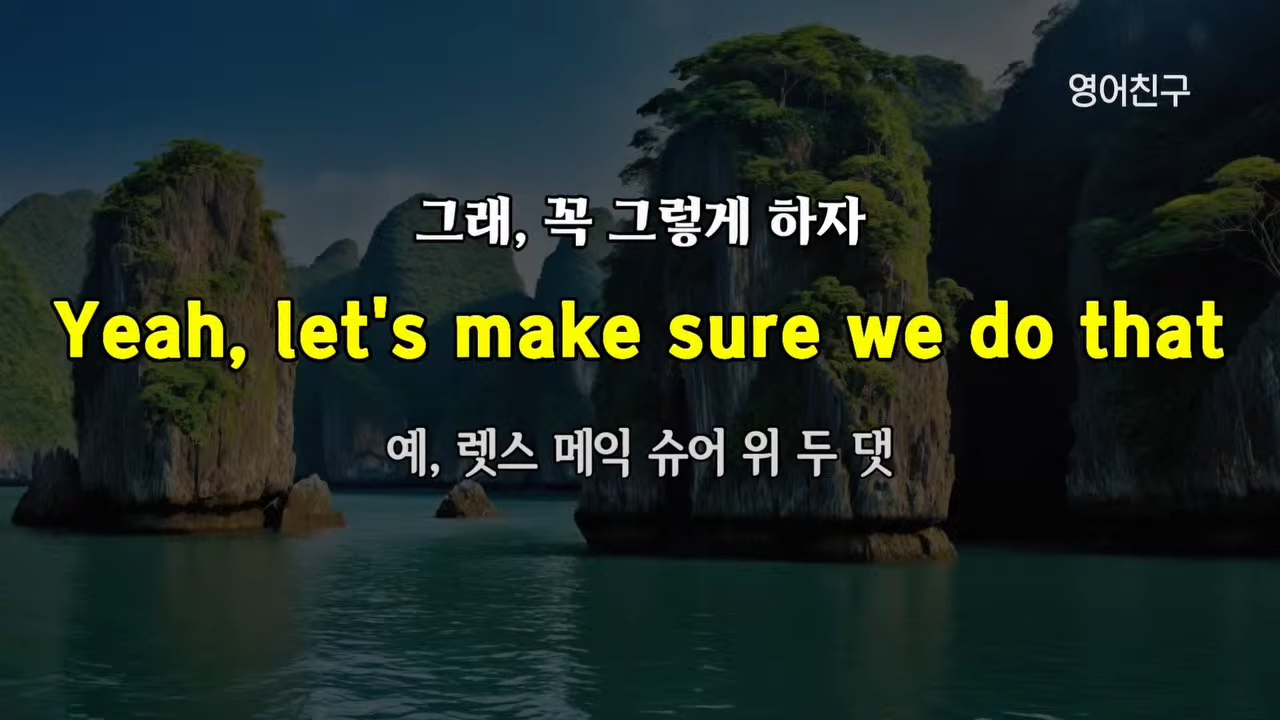 영어친구
그래, 꼭 그렇게 하자
Yeah, let's make sure we do that
예, 렛스 메익 슈어 위 두 댓